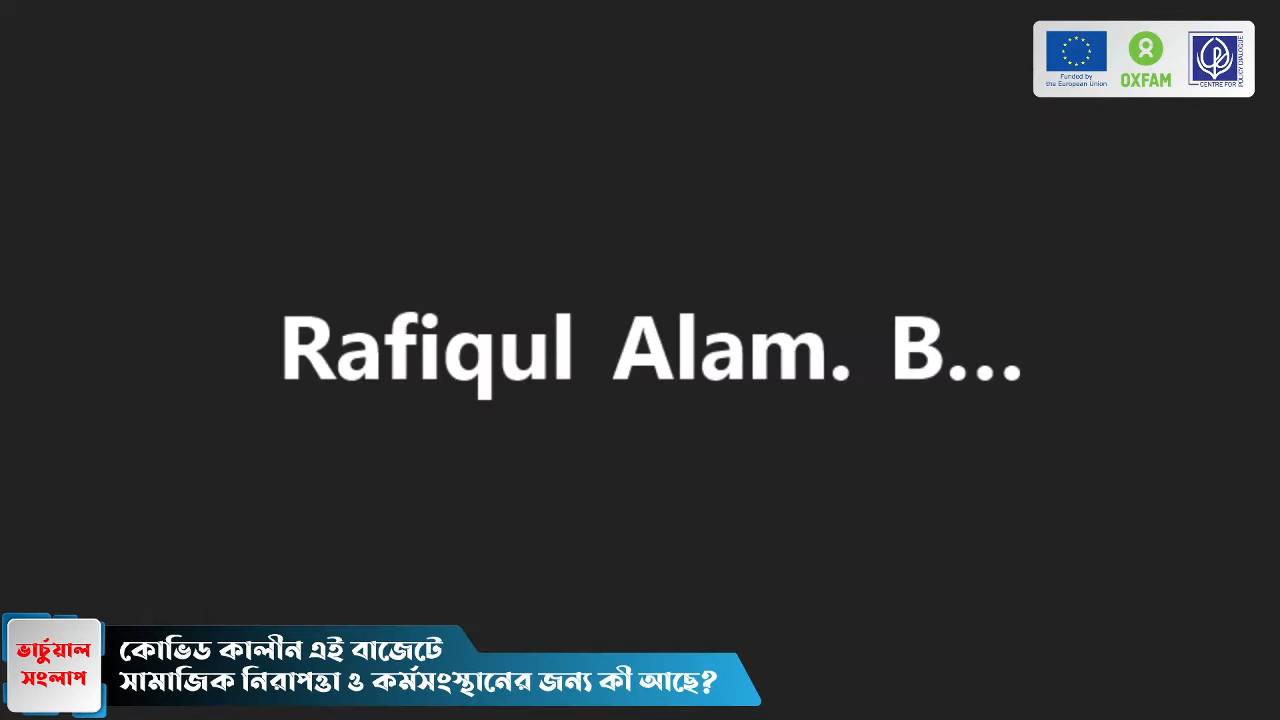 Funded by
the European Union
OXFAM
CENTRE FOR
POLICY DIALOGUE
Rafiqul Alam. B...
ভার্চুয়াল
সংলাপ
কোভিড কালীন এই বাজেটে
সামাজিক নিরাপত্তা ও কর্মসংস্থানের জন্য কী আছে?